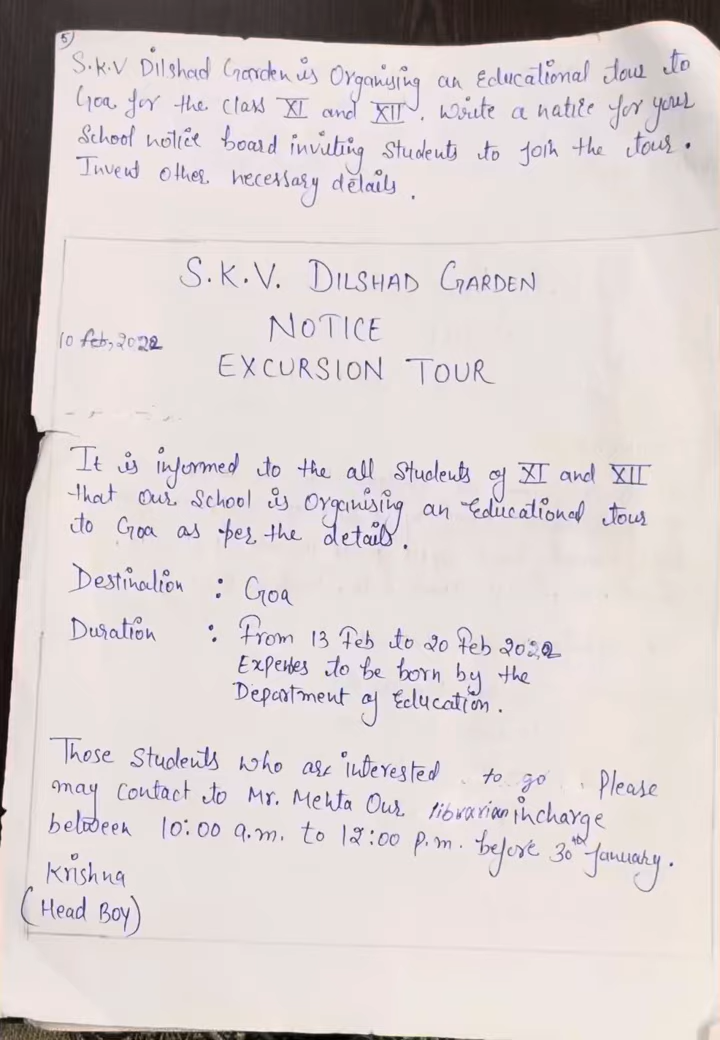 5)
S.K.V Dilshad Garden is Organising an Educational tour to
Goa for the class XI and XII. Write a notice for your
School notice board inviting Students to join the tour.
Invent other necessary details.
S.K.V. DILSHAD GARDEN
NOTICE
10 feb, 2022
EXCURSION TOUR
It is informed to the all Students of XI and XII
that our School is Organising an Educational tour
to Goa as per the details.
Destination : Goa
Duration : From 13 Feb to 20 Feb 2022
Expenses to be born by the
Department of Education.
Those Students who are interested to go. Please
may contact to Mr. Mehta Our librarian incharge
between 10:00 a.m. to 12:00 p.m. before 30th January.
Krishna
(Head Boy)